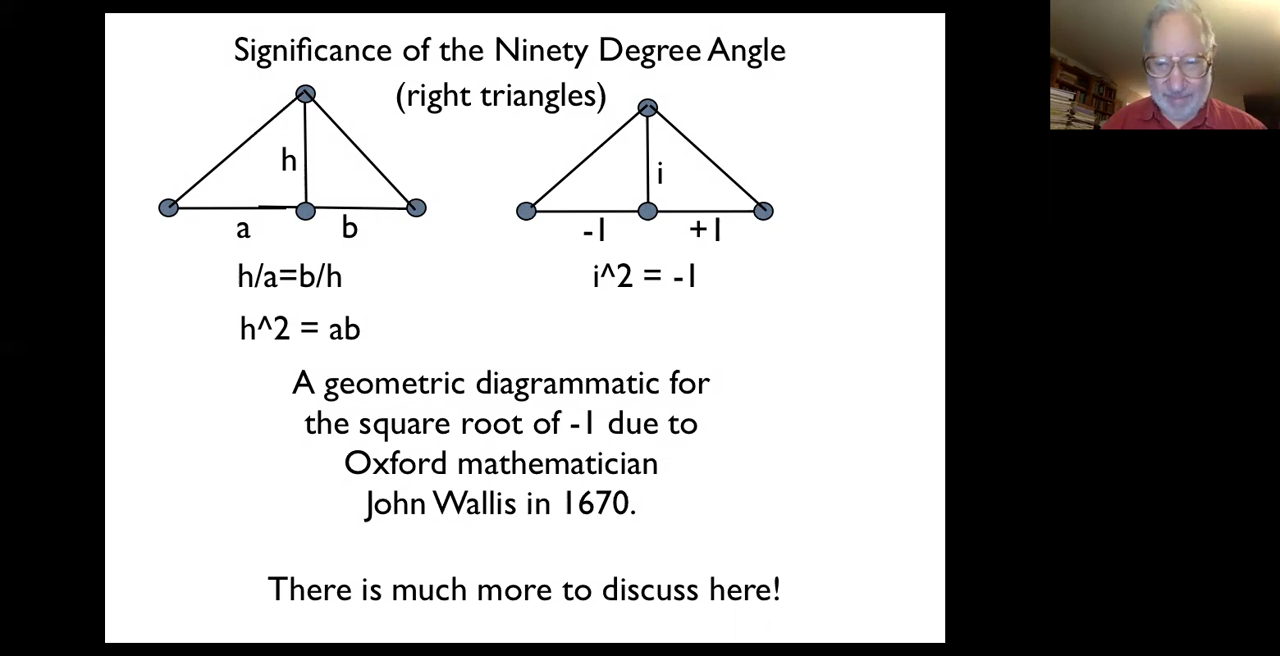 Significance of the Ninety Degree Angle
(right triangles)
h
i
a
b
-1
+1
h/a=b/h
i^2 = -1
h^2 = ab
A geometric diagrammatic for
the square root of -1 due to
Oxford mathematician
John Wallis in 1670.
There is much more to discuss here!